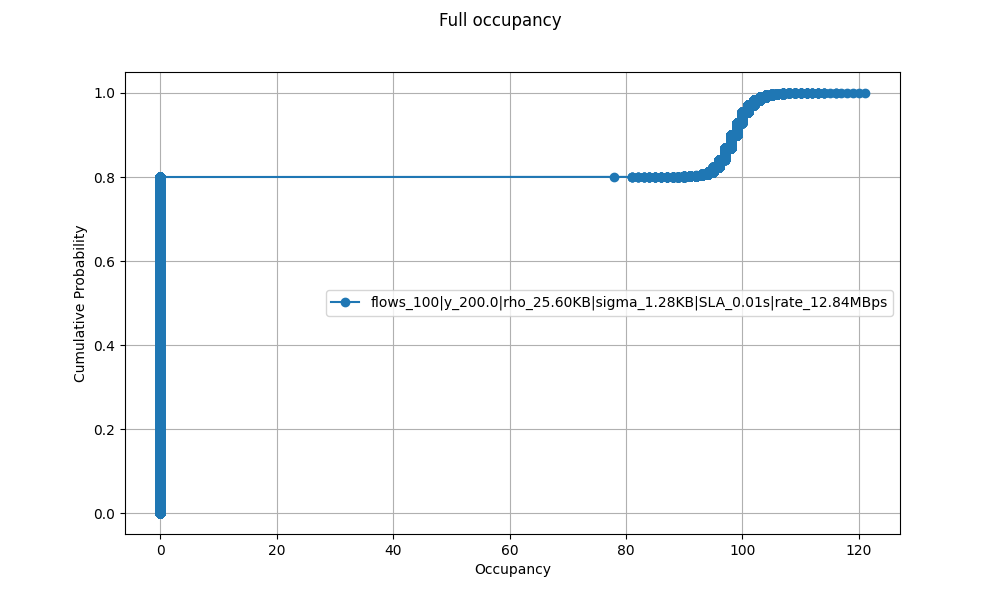 Full occupancy
1.0
0.8
0.6
0.4
0.2
0.0
Cumulative Probability
flows_100|y_200.0|rho_25.60KB|sigma_1.28KB|SLA_0.01s|rate_12.84MBps
0 20 40 60 80 100 120
Occupancy